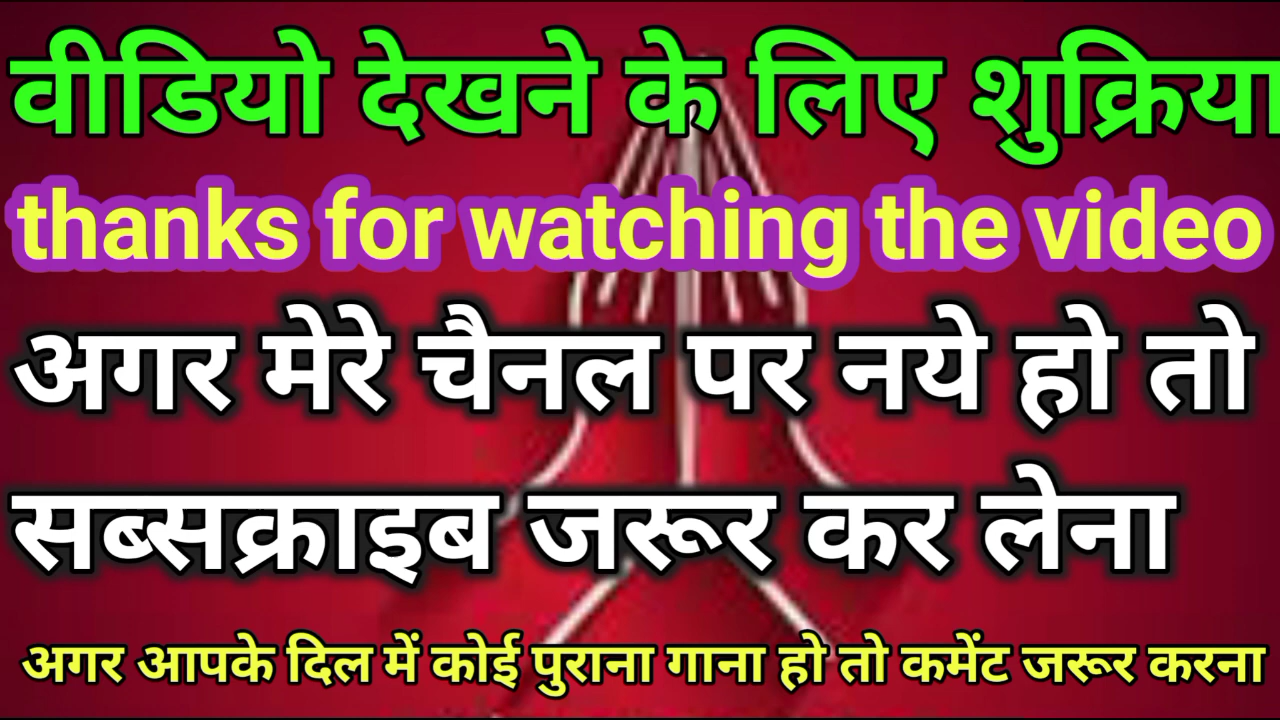 वीडियो देखने के लिए शुक्रिया
thanks for watching the video
अगर मेरे चैनल पर नये हो तो
सब्सक्राइब जरूर कर लेना
अगर आपके दिल में कोई पुराना गाना हो तो कमेंट जरूर करना